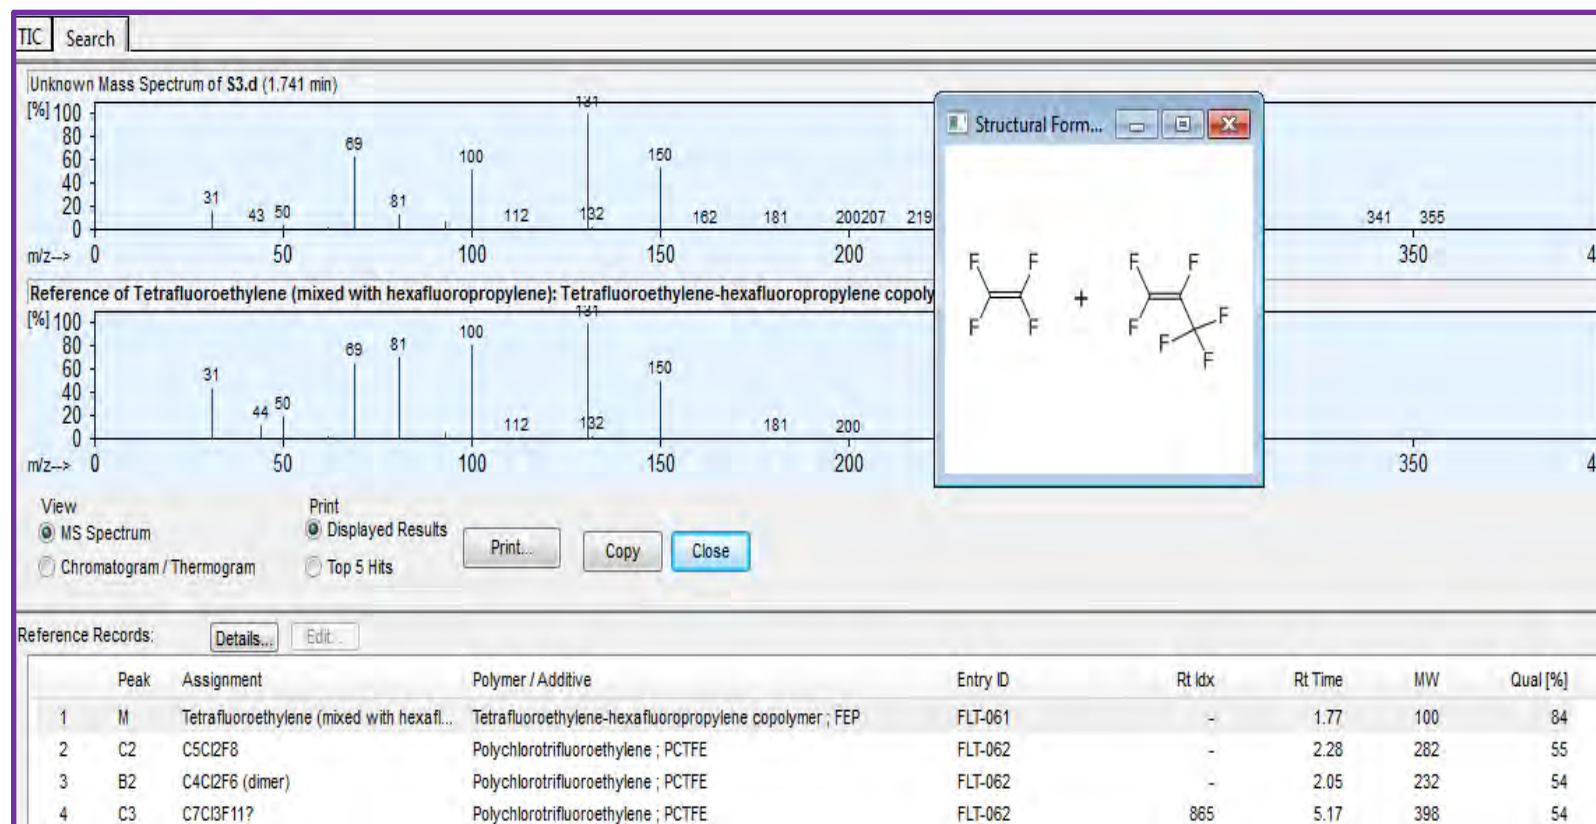 TIC Search
Unknown Mass Spectrum of S3.d (1.741 min)
[%] 100
80
60
40
20
0
131
69
100
150
31
43 50
81
112
132
162
181
200 207
219
341
355
m/z--> 0 50 100 150 200 350 4
Reference of Tetrafluoroethylene (mixed with hexafluoropropylene): Tetrafluoroethylene-hexafluoropropylene copoly
[%] 100
80
60
40
20
0
131
69
81
100
150
31
44 50
112
132
181
200
m/z--> 0 50 100 150 200 350 4
Structural Form...
F F F F
+
F F F F F F
View
MS Spectrum
Chromatogram / Thermogram
Print
Displayed Results
Top 5 Hits
Print... Copy Close
Reference Records: Details... Edit...
Peak Assignment Polymer / Additive Entry ID Rt Idx Rt Time MW Qual [%]
1 M Tetrafluoroethylene (mixed with hexafl... Tetrafluoroethylene-hexafluoropropylene copolymer ; FEP FLT-061 - 1.77 100 84
2 C2 C5Cl2F8 Polychlorotrifluoroethylene ; PCTFE FLT-062 - 2.28 282 55
3 B2 C4Cl2F6 (dimer) Polychlorotrifluoroethylene ; PCTFE FLT-062 - 2.05 232 54
4 C3 C7Cl3F11? Polychlorotrifluoroethylene ; PCTFE FLT-062 865 5.17 398 54